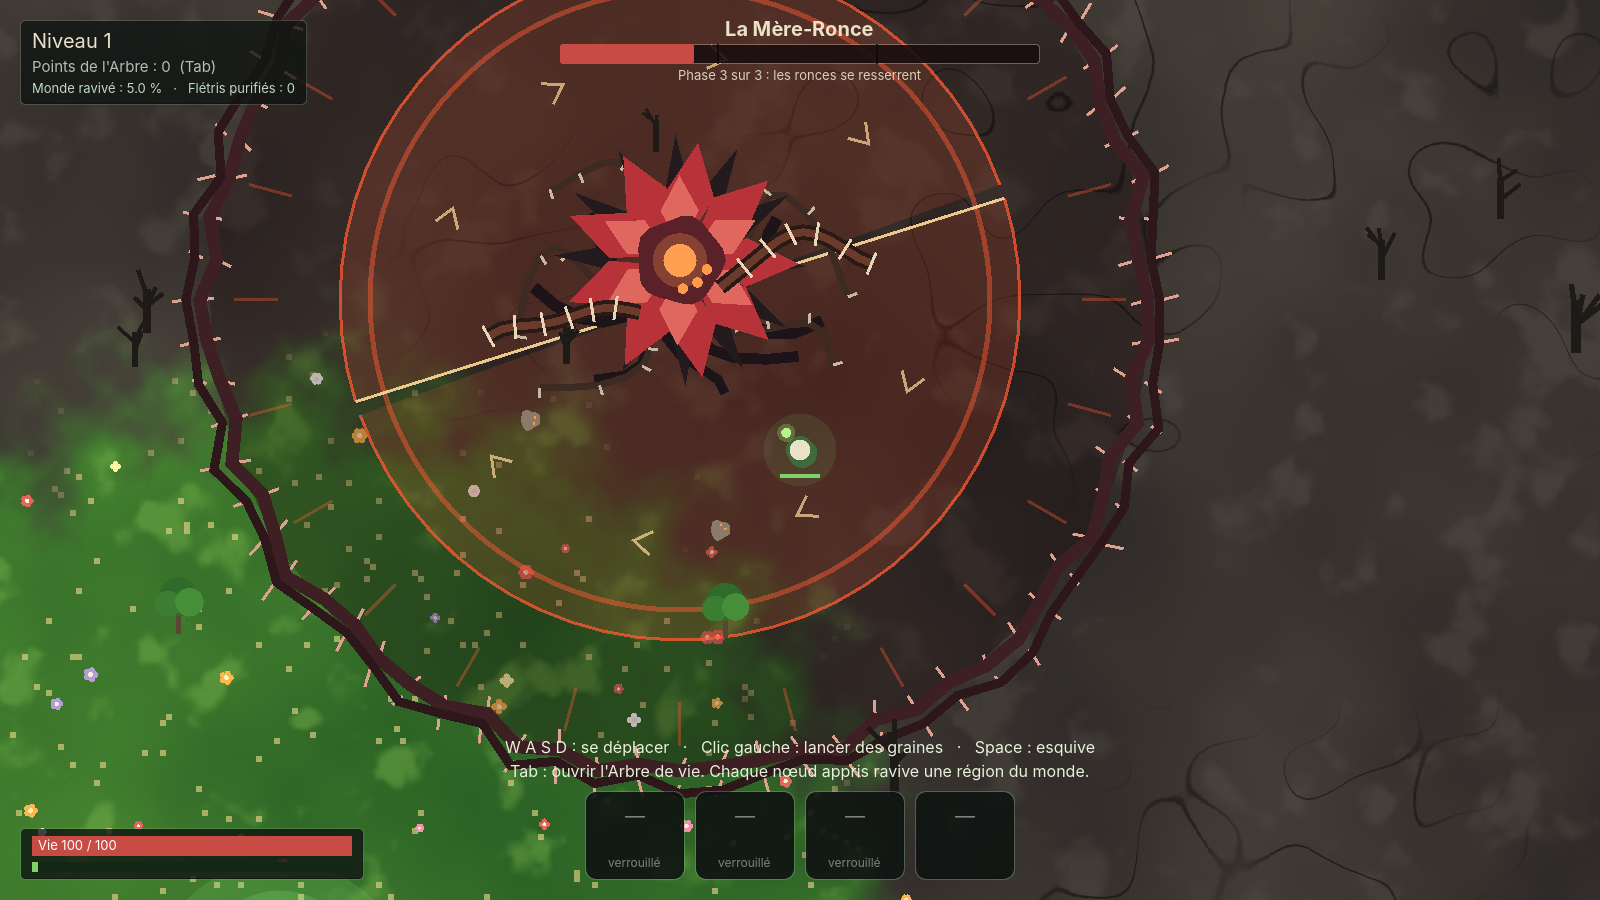 La Mère-Ronce
Phase 3 sur 3 : les ronces se resserrent
Niveau 1
Points de l'Arbre : 0 (Tab)
Monde ravivé : 5.0 % · Flétris purifiés : 0
W A S D : se déplacer · Clic gauche : lancer des graines · Space : esquive
Tab : ouvrir l'Arbre de vie. Chaque nœud appris ravive une région du monde.
— — — —
verrouillé verrouillé verrouillé
Vie 100 / 100